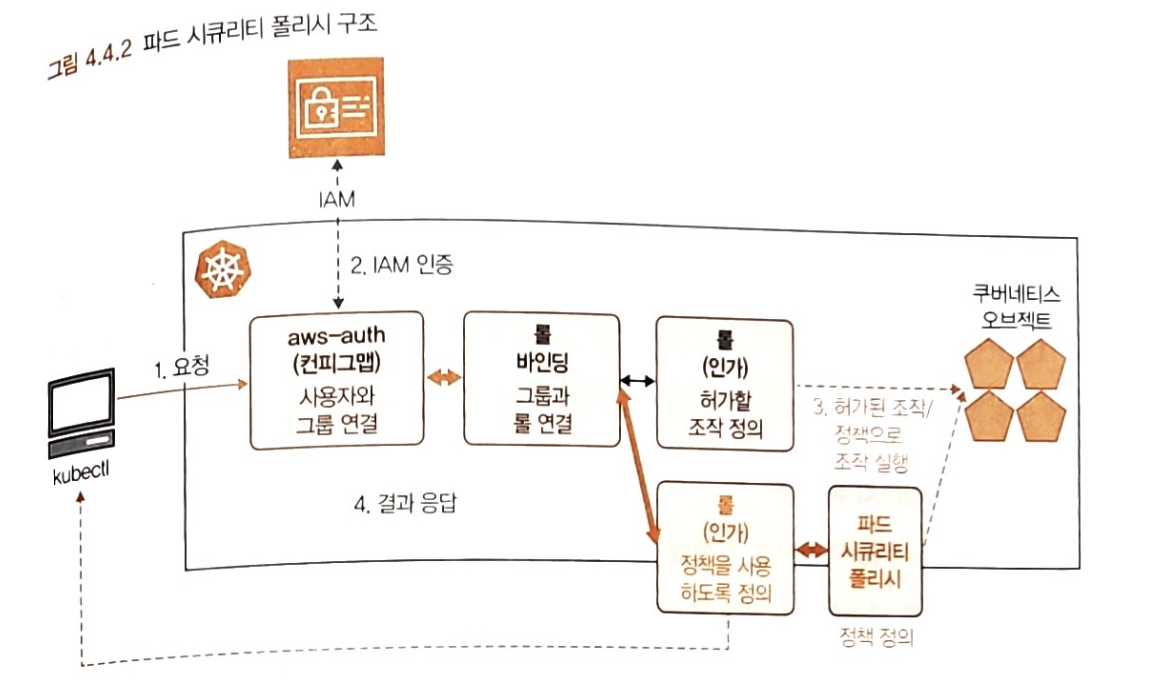 그림 4.4.2 파드 시큐리티 폴리시 구조
IAM
2. IAM 인증
쿠버네티스
오브젝트
1. 요청
aws-auth
(컨피그맵)
사용자와
그룹 연결
롤
바인딩
그룹과
롤 연결
롤
(인가)
허가할
조작 정의
3. 허가된 조작/
정책으로
조작 실행
kubectl
4. 결과 응답
롤
(인가)
정책을 사용
하도록 정의
파드
시큐리티
폴리시
정책 정의